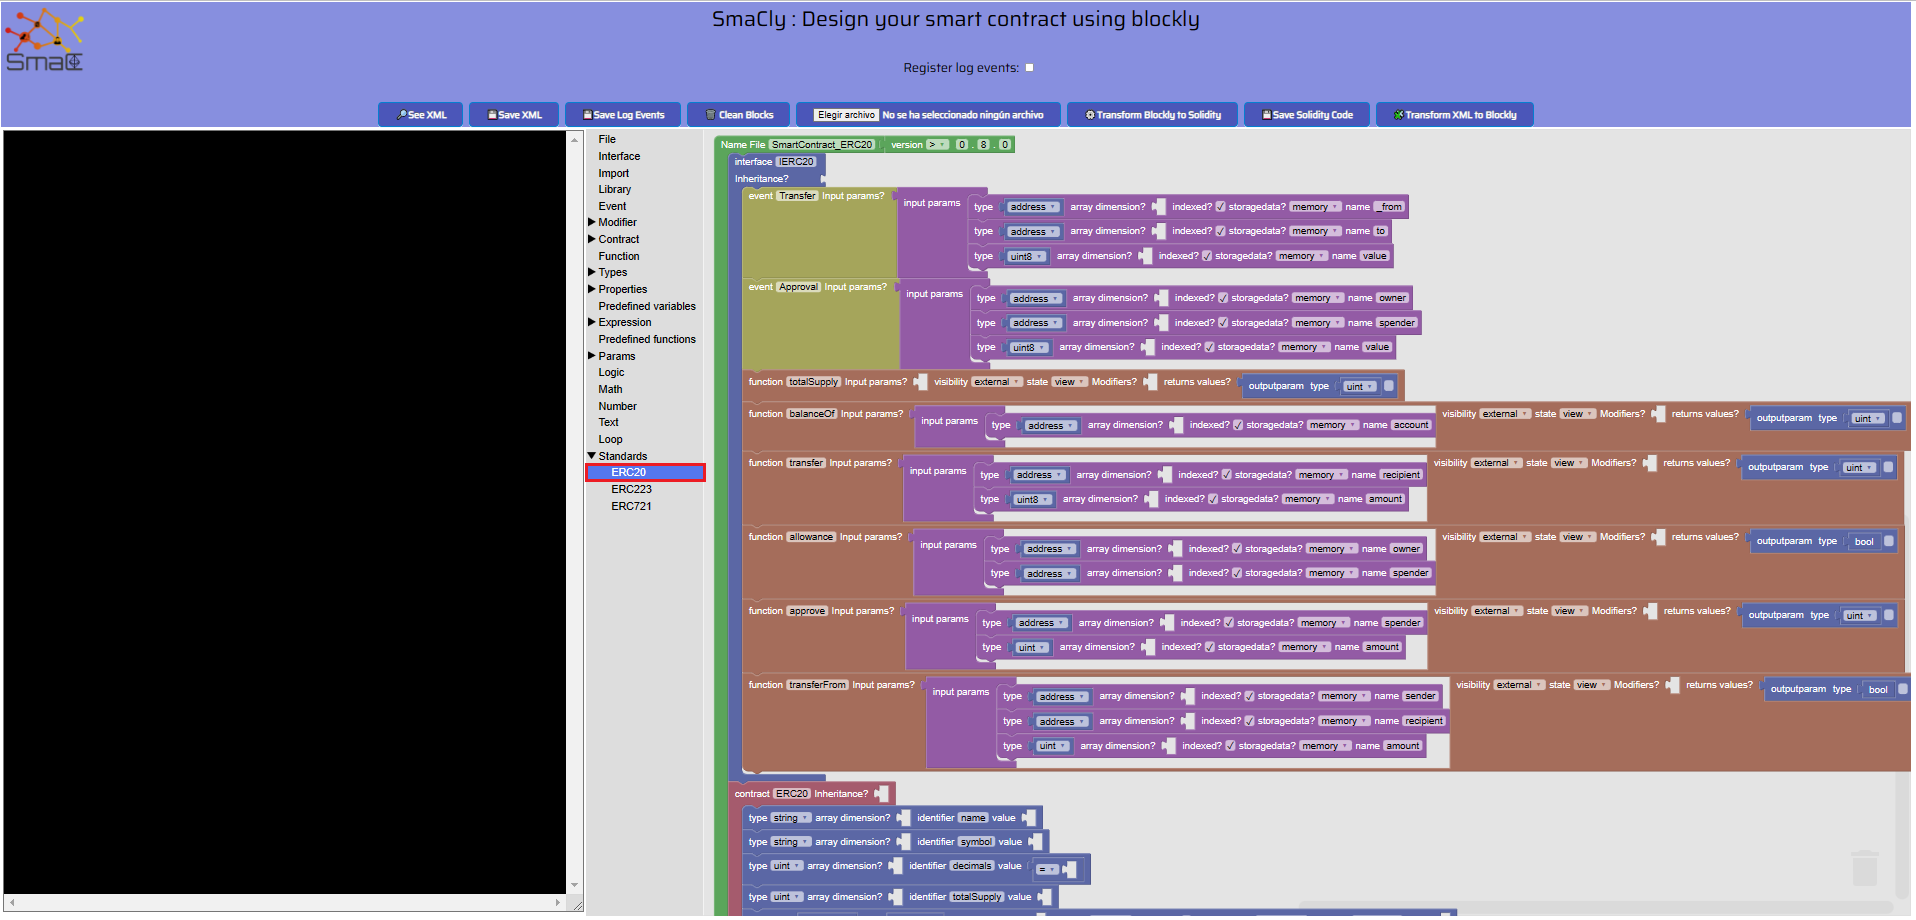 SmaCly : Design your smart contract using blockly
SmaC
Register log events:
See XML
Save XML
Save Log Events
Clean Blocks
Elegir archivo No se ha seleccionado ningún archivo
Transform Blockly to Solidity
Save Solidity Code
Transform XML to Blockly
File
Interface
Import
Library
Event
Modifier
Contract
Function
Types
Properties
Predefined variables
Expression
Predefined functions
Params
Logic
Math
Number
Text
Loop
Standards
ERC20
ERC223
ERC721
Name File SmartContract_ERC20 version > 0 . 8 . 0
interface IERC20
Inheritance?
event Transfer Input params? input params
type address array dimension? indexed? storagedata? memory name _from
type address array dimension? indexed? storagedata? memory name to
type uint8 array dimension? indexed? storagedata? memory name value
event Approval Input params? input params
type address array dimension? indexed? storagedata? memory name owner
type address array dimension? indexed? storagedata? memory name spender
type uint8 array dimension? indexed? storagedata? memory name value
function totalSupply Input params? visibility external state view Modifiers? returns values? outputparam type uint
function balanceOf Input params? input params visibility external state view Modifiers? returns values? outputparam type uint
type address array dimension? indexed? storagedata? memory name account
function transfer Input params? input params visibility external state view Modifiers? returns values? outputparam type uint
type address array dimension? indexed? storagedata? memory name recipient
type uint8 array dimension? indexed? storagedata? memory name amount
function allowance Input params? input params visibility external state view Modifiers? returns values? outputparam type bool
type address array dimension? indexed? storagedata? memory name owner
type address array dimension? indexed? storagedata? memory name spender
function approve Input params? input params visibility external state view Modifiers? returns values? outputparam type uint
type address array dimension? indexed? storagedata? memory name spender
type uint array dimension? indexed? storagedata? memory name amount
function transferFrom Input params? input params visibility external state view Modifiers? returns values? outputparam type bool
type address array dimension? indexed? storagedata? memory name sender
type address array dimension? indexed? storagedata? memory name recipient
type uint array dimension? indexed? storagedata? memory name amount
contract ERC20 Inheritance?
type string array dimension? identifier name value
type string array dimension? identifier symbol value
type uint array dimension? identifier decimals value =
type uint array dimension? identifier totalSupply value